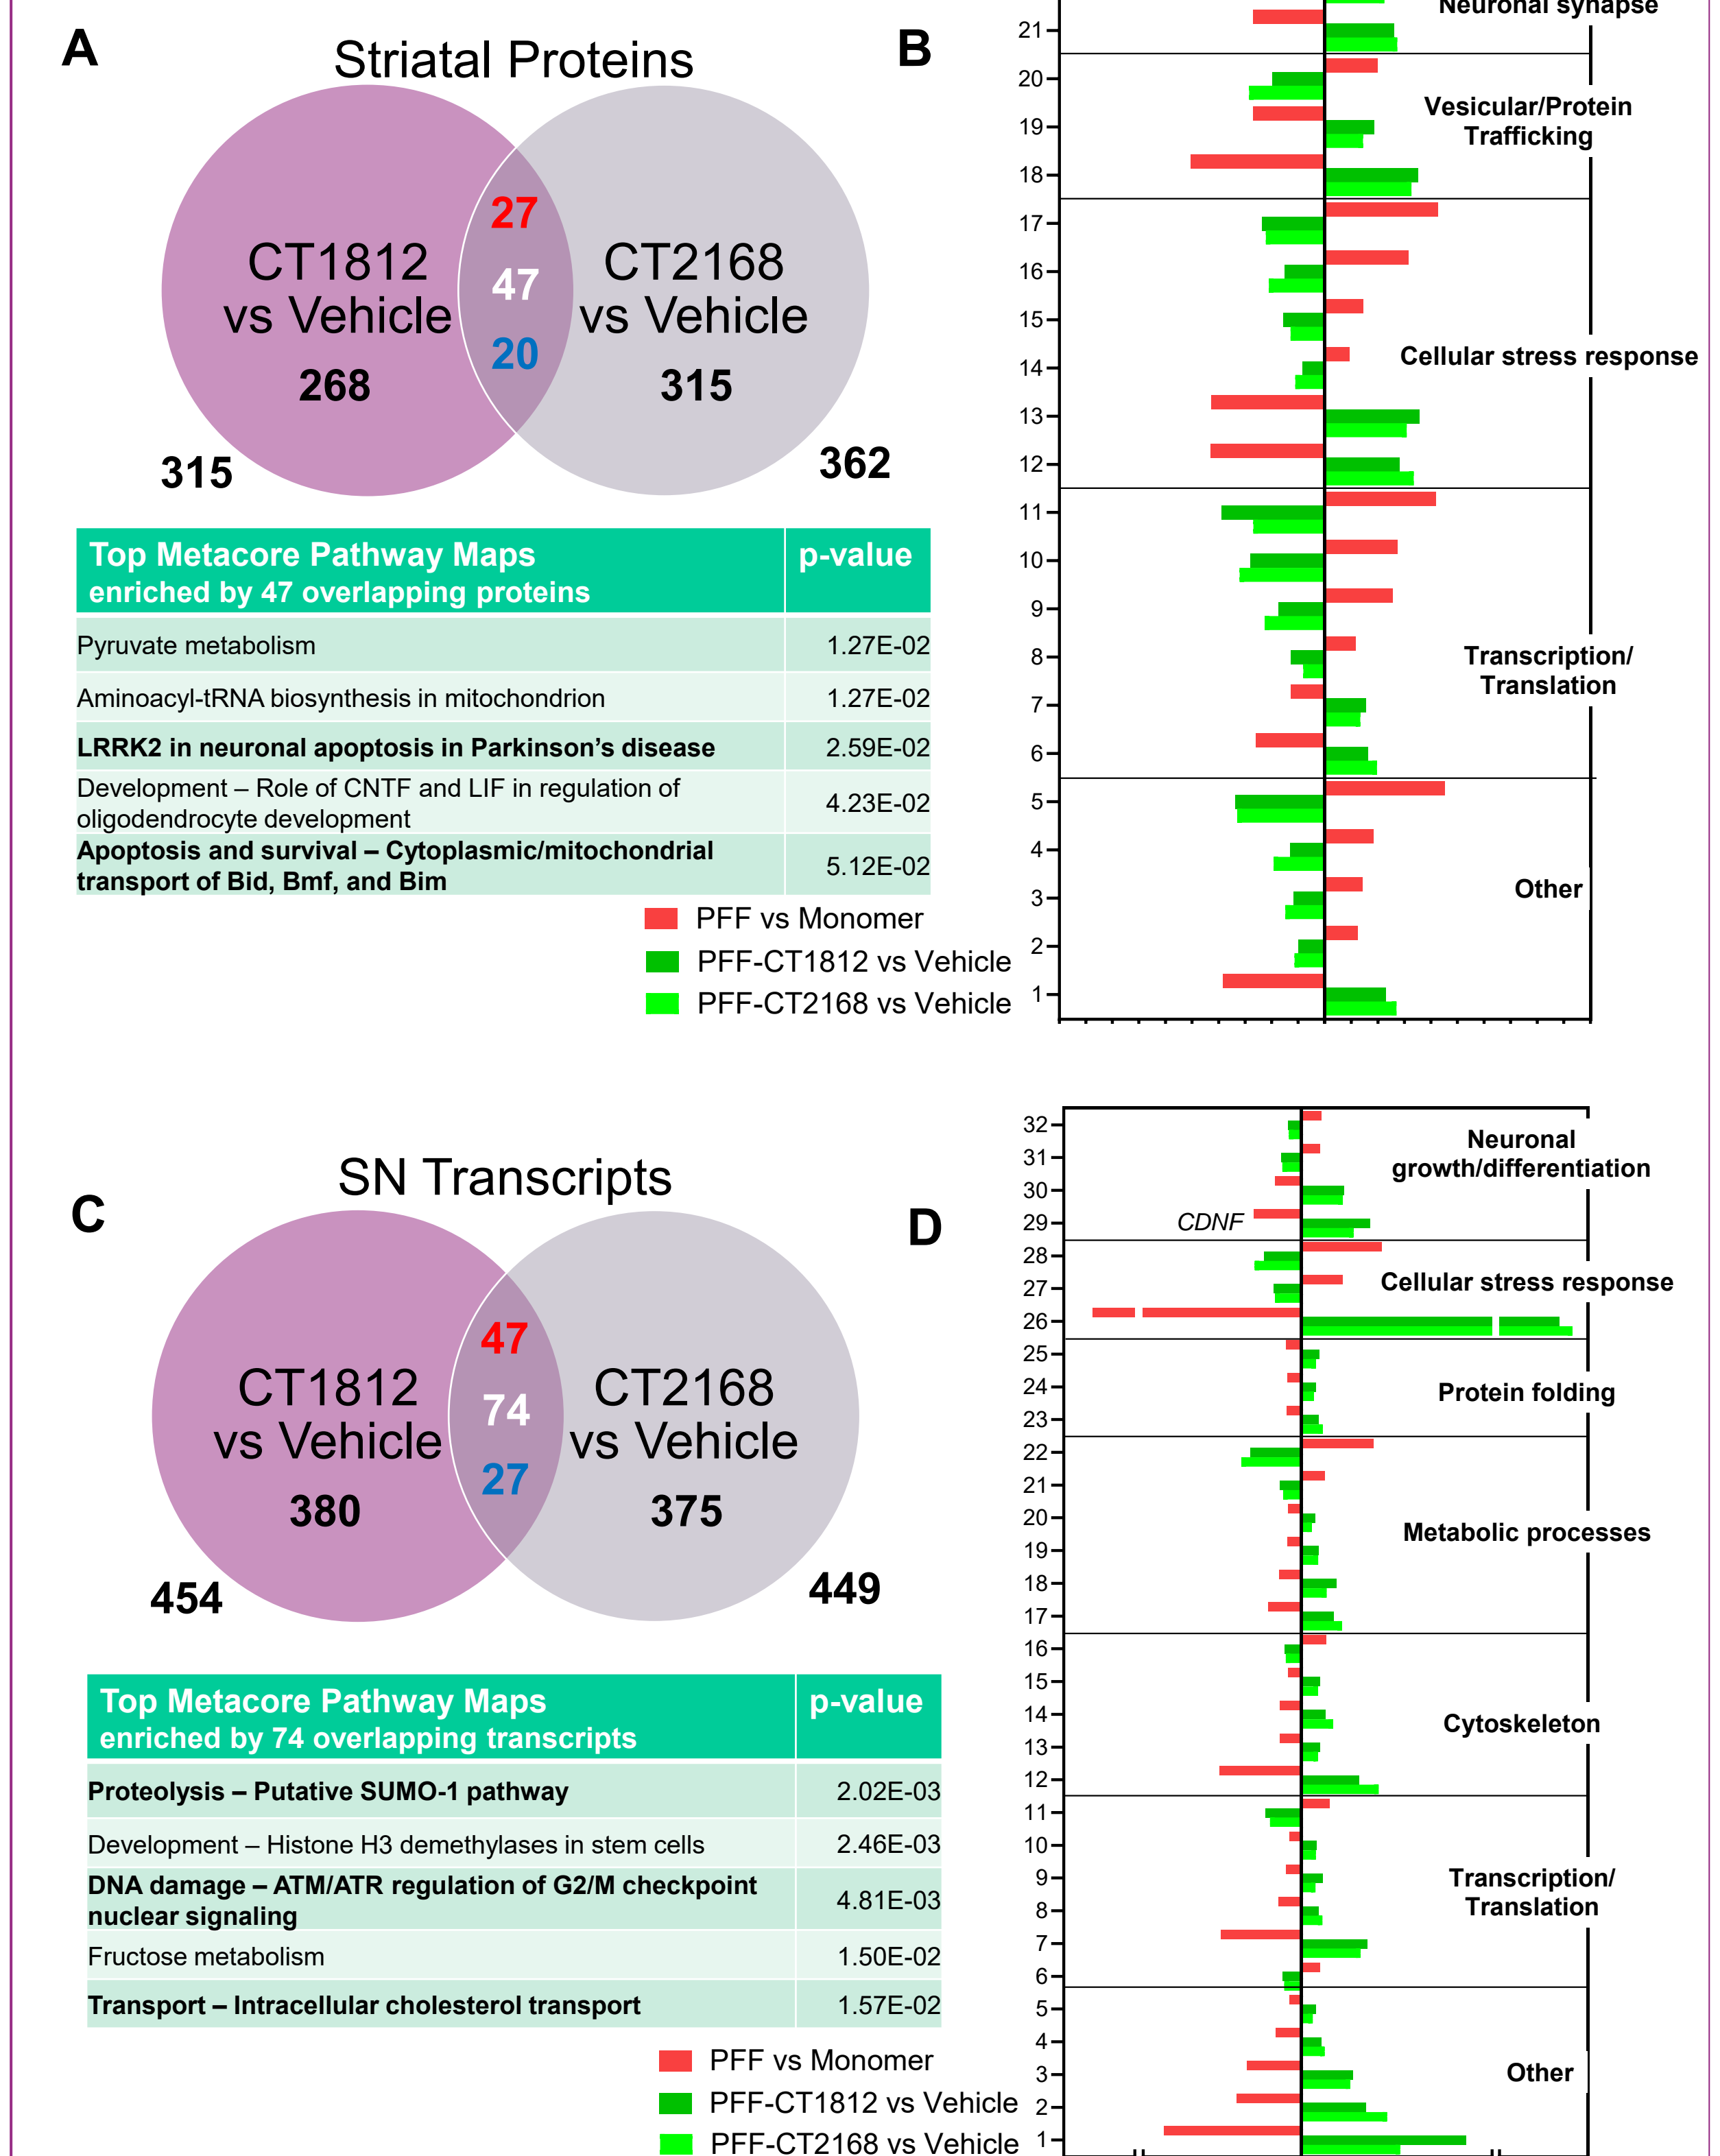 A
Striatal Proteins
27
47
20
CT1812
vs Vehicle
268
CT2168
vs Vehicle
315
315
362
Top Metacore Pathway Maps
enriched by 47 overlapping proteins
p-value
Pyruvate metabolism
1.27E-02
Aminoacyl-tRNA biosynthesis in mitochondrion
1.27E-02
LRRK2 in neuronal apoptosis in Parkinson's disease
2.59E-02
Development – Role of CNTF and LIF in regulation of
oligodendrocyte development
4.23E-02
Apoptosis and survival – Cytoplasmic/mitochondrial
transport of Bid, Bmf, and Bim
5.12E-02
PFF vs Monomer
PFF-CT1812 vs Vehicle
PFF-CT2168 vs Vehicle
B
Neuronal synapse
21
20
Vesicular/Protein
Trafficking
19
18
17
16
15
Cellular stress response
14
13
12
11
10
9
8
Transcription/
Translation
7
6
5
4
3
Other
2
1
C
SN Transcripts
47
74
27
CT1812
vs Vehicle
380
CT2168
vs Vehicle
375
454
449
Top Metacore Pathway Maps
enriched by 74 overlapping transcripts
p-value
Proteolysis – Putative SUMO-1 pathway
2.02E-03
Development – Histone H3 demethylases in stem cells
2.46E-03
DNA damage – ATM/ATR regulation of G2/M checkpoint
nuclear signaling
4.81E-03
Fructose metabolism
1.50E-02
Transport – Intracellular cholesterol transport
1.57E-02
PFF vs Monomer
PFF-CT1812 vs Vehicle
PFF-CT2168 vs Vehicle
D
32
Neuronal
growth/differentiation
31
30
29
CDNF
28
Cellular stress response
27
26
25
24
Protein folding
23
22
21
20
Metabolic processes
19
18
17
16
15
14
Cytoskeleton
13
12
11
10
9
Transcription/
Translation
8
7
6
5
4
3
Other
2
1